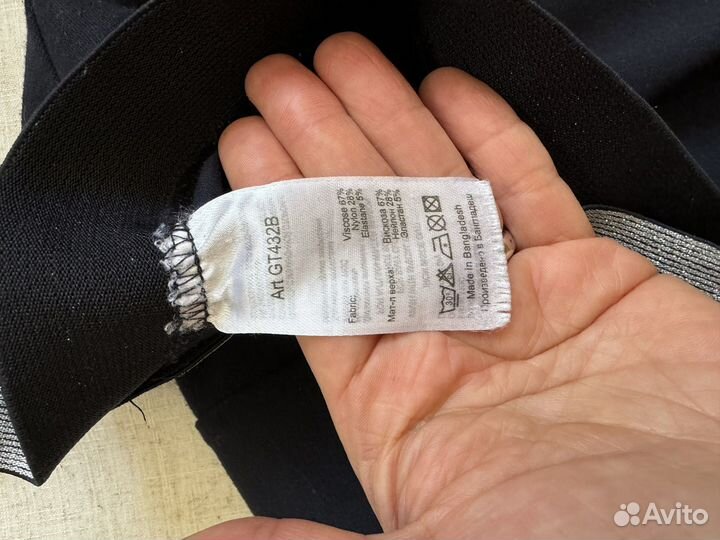 Art GT432B
Fabric:
Viscose 67%
Nylon 28%
Elastane 5%
Мат-л верха:
Вискоза 67%
Нейлон 28%
Эластан 5%
30°
Made in Bangladesh
Произведено в Бангладеш
Avito